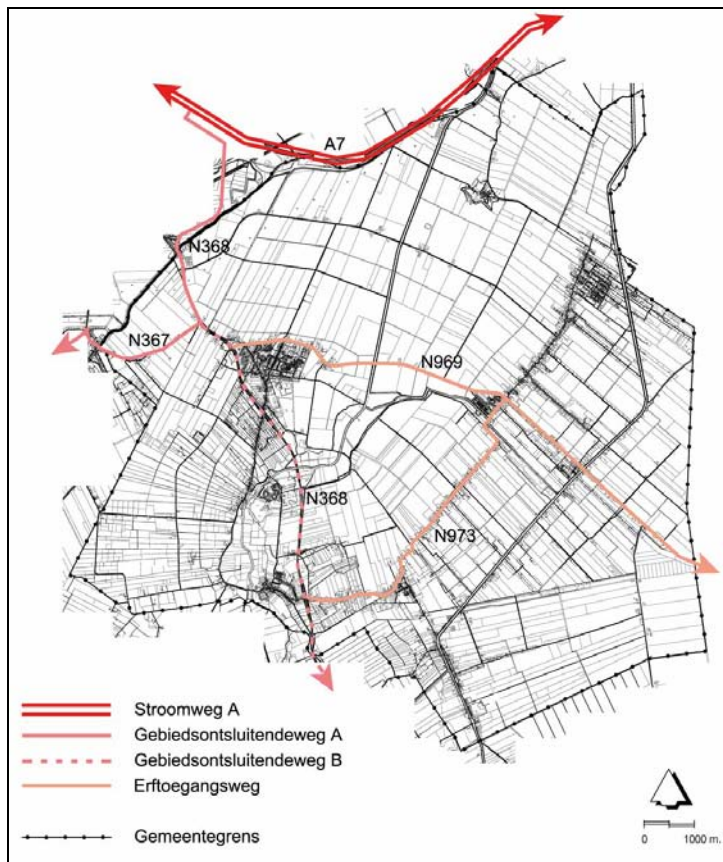 A7
N368
N367
N969
N368
N973
Stroomweg A
Gebiedsontsluitendeweg A
Gebiedsontsluitendeweg B
Erftoegangsweg
Gemeentegrens
0 1000 m.